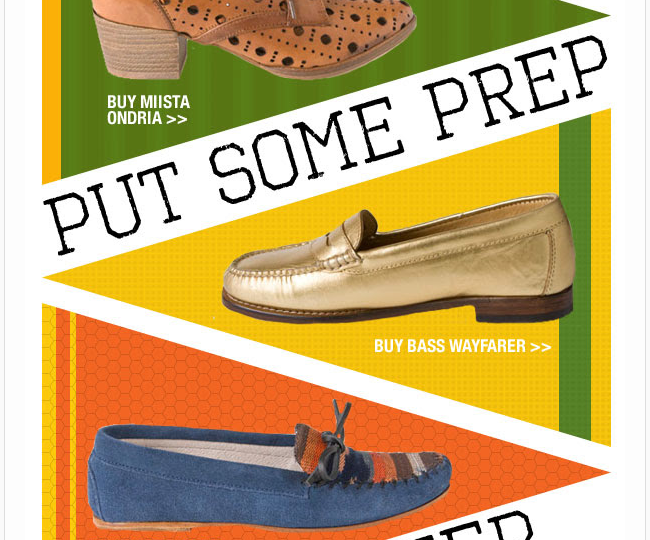 BUY MIISTA
ONDRIA >>
PUT SOME PREP
BUY BASS WAYFARER >>